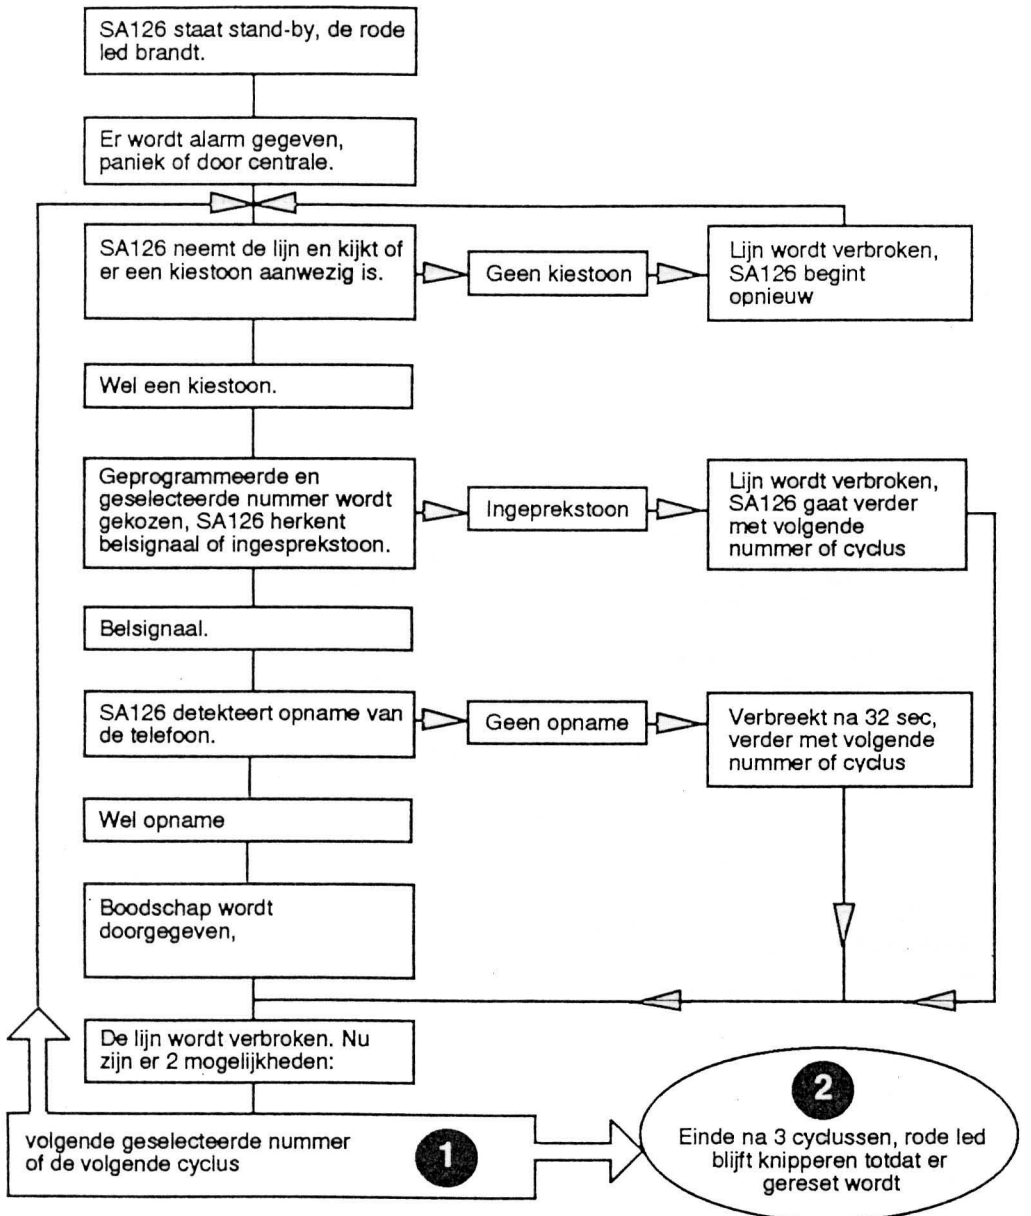 SA126 staat stand-by, de rode
led brandt.
Er wordt alarm gegeven,
paniek of door centrale.
SA126 neemt de lijn en kijkt of
er een kiestoon aanwezig is.
Geen kiestoon
Lijn wordt verbroken,
SA126 begint
opnieuw
Wel een kiestoon.
Geprogrammeerde en
geselecteerde nummer wordt
gekozen, SA126 herkent
belsignaal of ingesprekstoon.
Ingeprekstoon
Lijn wordt verbroken,
SA126 gaat verder
met volgende
nummer of cyclus
Belsignaal.
SA126 detekteert opname van
de telefoon.
Geen opname
Verbreekt na 32 sec,
verder met volgende
nummer of cyclus
Wel opname
Boodschap wordt
doorgegeven,
De lijn wordt verbroken. Nu
zijn er 2 mogelijkheden:
volgende geselecteerde nummer
of de volgende cyclus
1
2
Einde na 3 cyclussen, rode led
blijft knipperen totdat er
gereset wordt